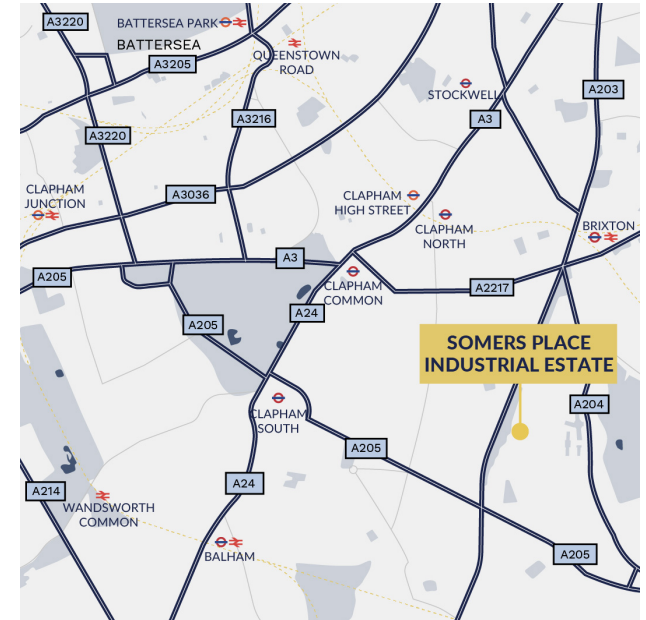 A3220
BATTERSEA PARK
BATTERSEA
QUEENSTOWN
ROAD
A3205
STOCKWELL
A203
A3220
A3216
A3
CLAPHAM
JUNCTION
A3036
CLAPHAM
HIGH STREET
CLAPHAM
NORTH
BRIXTON
A205
A3
CLAPHAM
COMMON
A2217
A205
A24
SOMERS PLACE
INDUSTRIAL ESTATE
CLAPHAM
SOUTH
A204
A205
A214
WANDSWORTH
COMMON
A24
BALHAM
A205